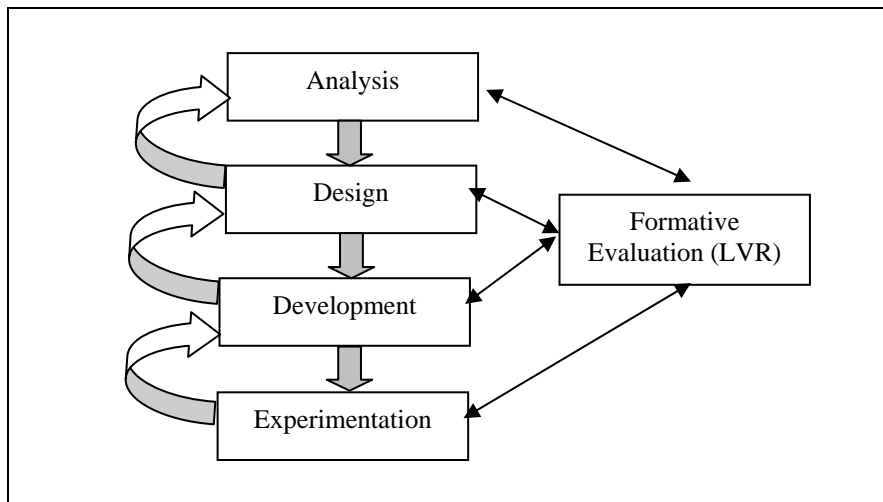 Analysis
Design
Formative
Evaluation (LVR)
Development
Experimentation